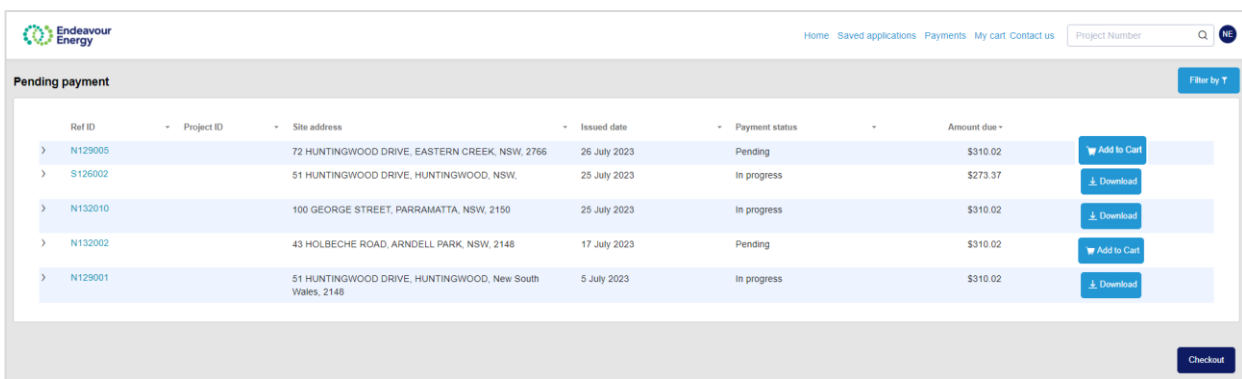 Endeavour
Energy
Home Saved applications Payments My cart Contact us Project Number NE
Pending payment Filter by
Ref ID Project ID Site address Issued date Payment status Amount due
N129005 72 HUNTINGWOOD DRIVE, EASTERN CREEK, NSW, 2766 26 July 2023 Pending $310.02 Add to Cart
S126002 51 HUNTINGWOOD DRIVE, HUNTINGWOOD, NSW, 25 July 2023 In progress $273.37 Download
N132010 100 GEORGE STREET, PARRAMATTA, NSW, 2150 25 July 2023 In progress $310.02 Download
N132002 43 HOLBECHE ROAD, ARNDELL PARK, NSW, 2148 17 July 2023 Pending $310.02 Add to Cart
N129001 51 HUNTINGWOOD DRIVE, HUNTINGWOOD, New South 5 July 2023 In progress $310.02 Download
Wales, 2148
Checkout